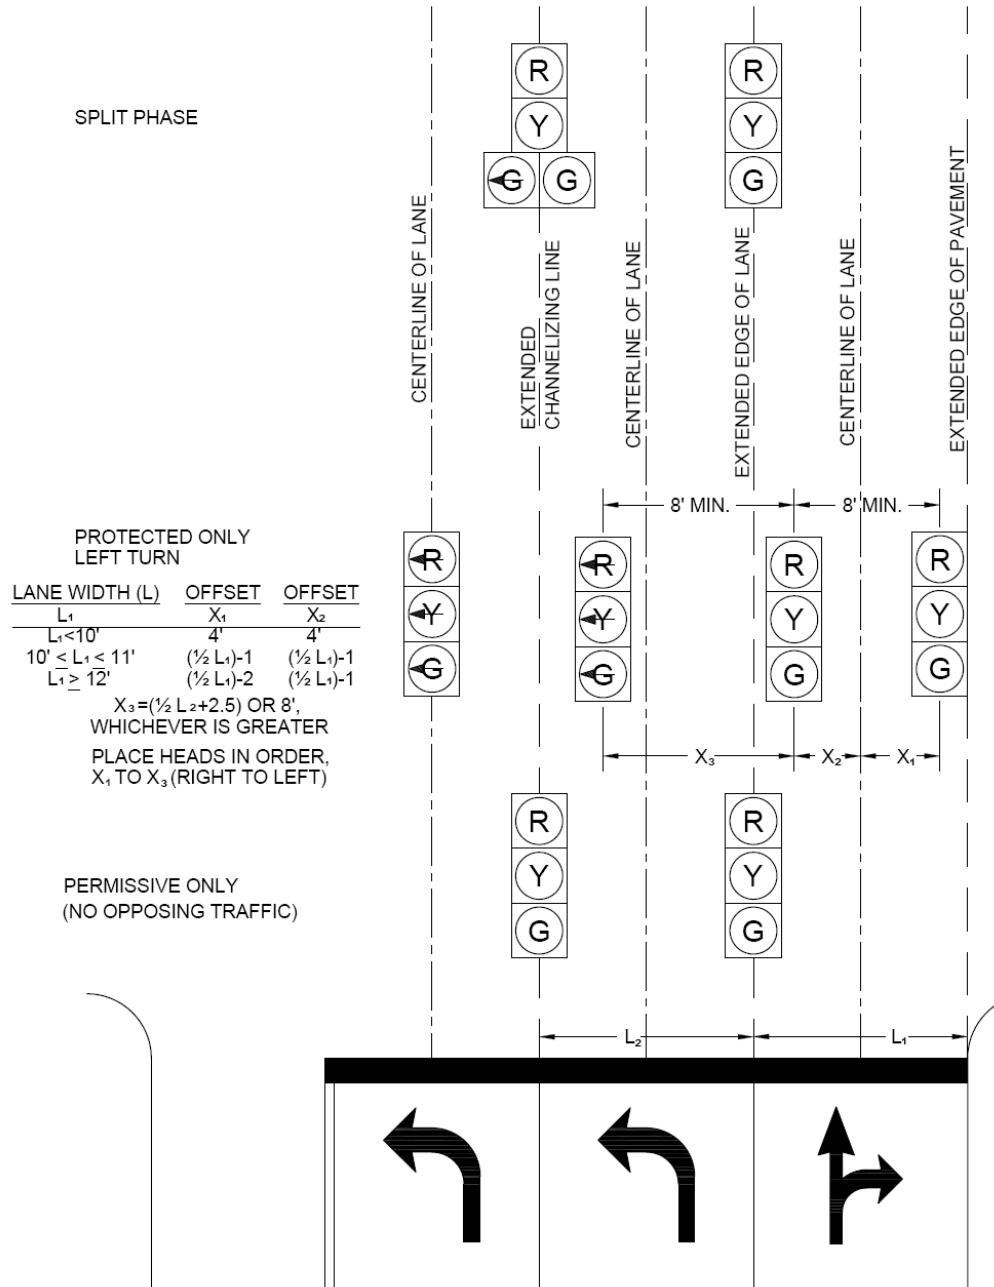 R
R
SPLIT PHASE
Y
Y
G
G
G
CENTERLINE OF LANE
EXTENDED
CHANNELIZING LINE
CENTERLINE OF LANE
EXTENDED EDGE OF LANE
CENTERLINE OF LANE
EXTENDED EDGE OF PAVEMENT
8' MIN.
8' MIN.
PROTECTED ONLY
LEFT TURN
R
R
R
R
Y
Y
Y
Y
G
G
G
G
LANE WIDTH (L) OFFSET OFFSET
L₁ X₁ X₂
L₁<10' 4' 4'
10' ≤ L₁ ≤ 11' (½ L₁)-1 (½ L₁)-1
L₁ ≥ 12' (½ L₁)-2 (½ L₁)-1
X₃=(½ L₂+2.5) OR 8',
WHICHEVER IS GREATER
PLACE HEADS IN ORDER,
X₁ TO X₃ (RIGHT TO LEFT)
X₃
X₂
X₁
R
R
PERMISSIVE ONLY
(NO OPPOSING TRAFFIC)
Y
Y
G
G
L₂
L₁